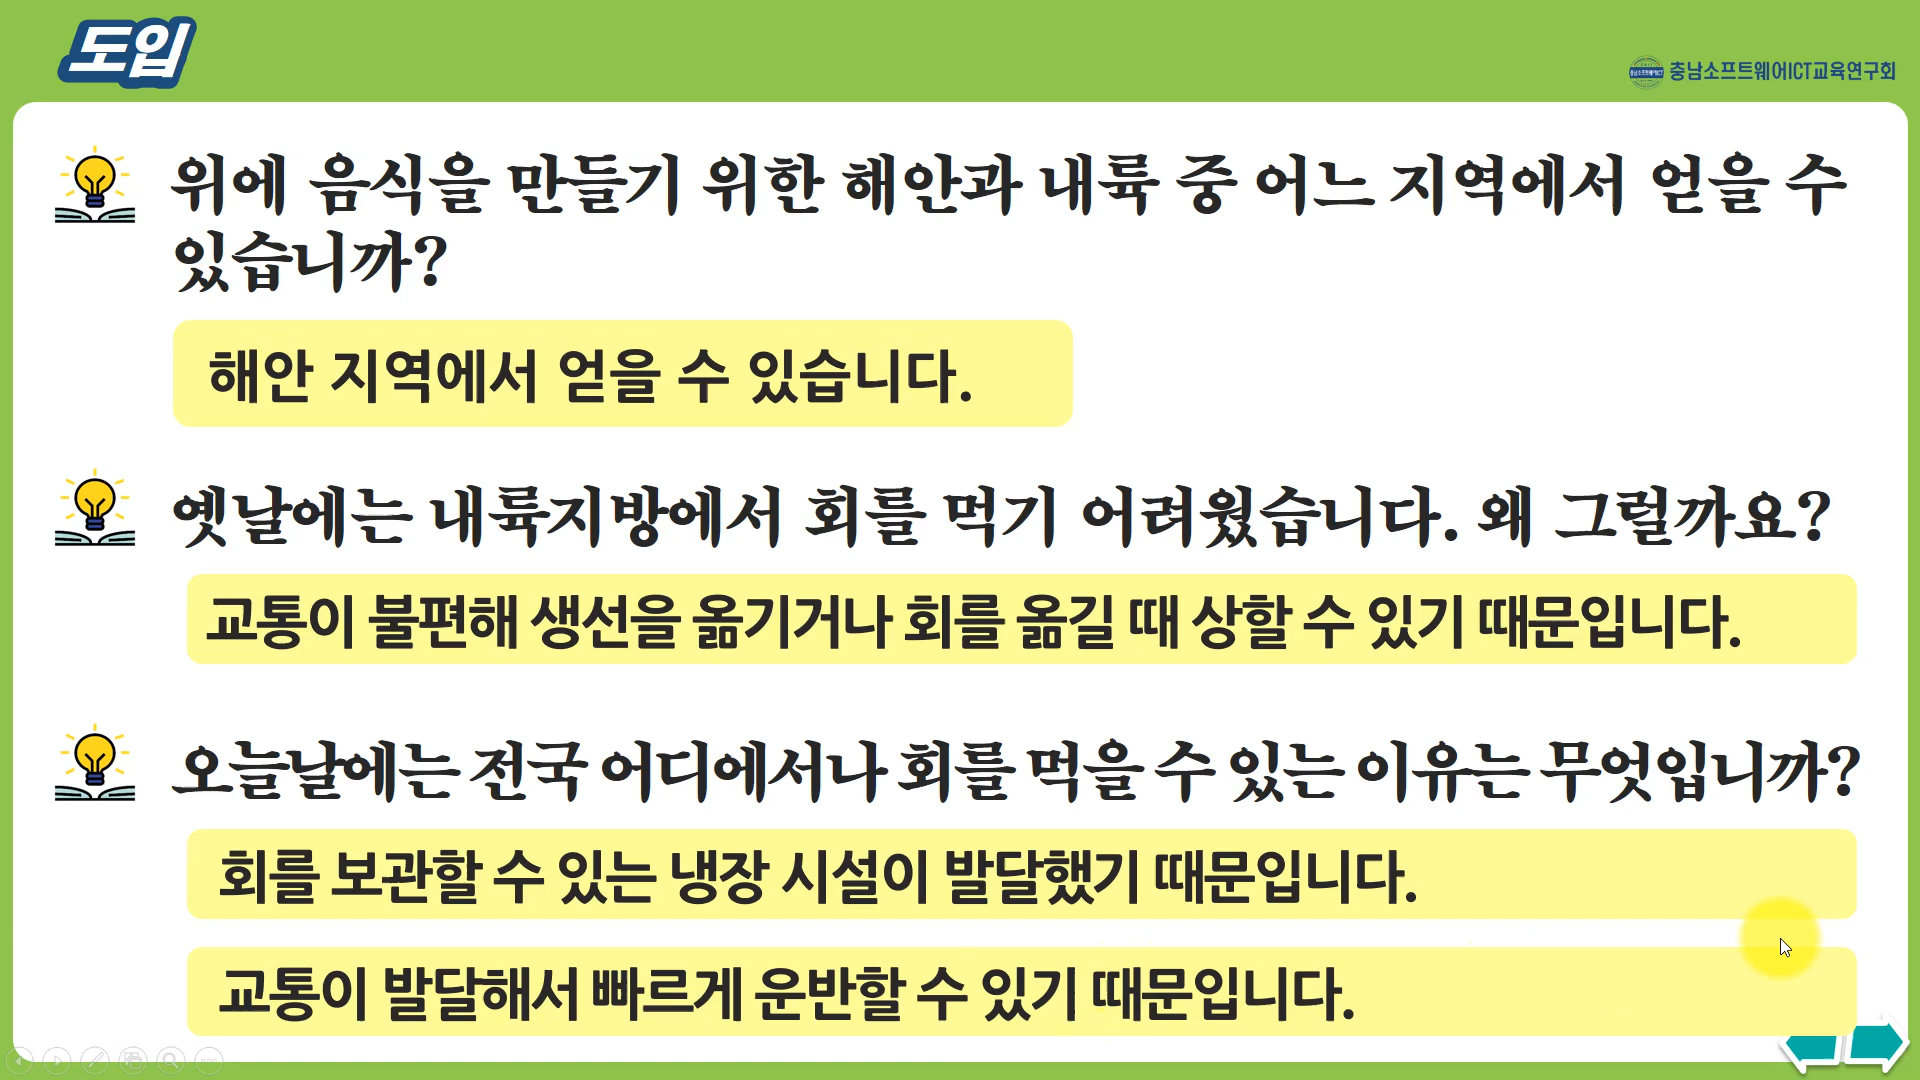 도입
충남소프트웨어ICT교육연구회
위에 음식을 만들기 위한 해안과 내륙 중 어느 지역에서 얻을 수
있습니까?
해안 지역에서 얻을 수 있습니다.
옛날에는 내륙지방에서 회를 먹기 어려웠습니다. 왜 그럴까요?
교통이 불편해 생선을 옮기거나 회를 옮길 때 상할 수 있기 때문입니다.
오늘날에는 전국 어디에서나 회를 먹을 수 있는 이유는 무엇입니까?
회를 보관할 수 있는 냉장 시설이 발달했기 때문입니다.
교통이 발달해서 빠르게 운반할 수 있기 때문입니다.